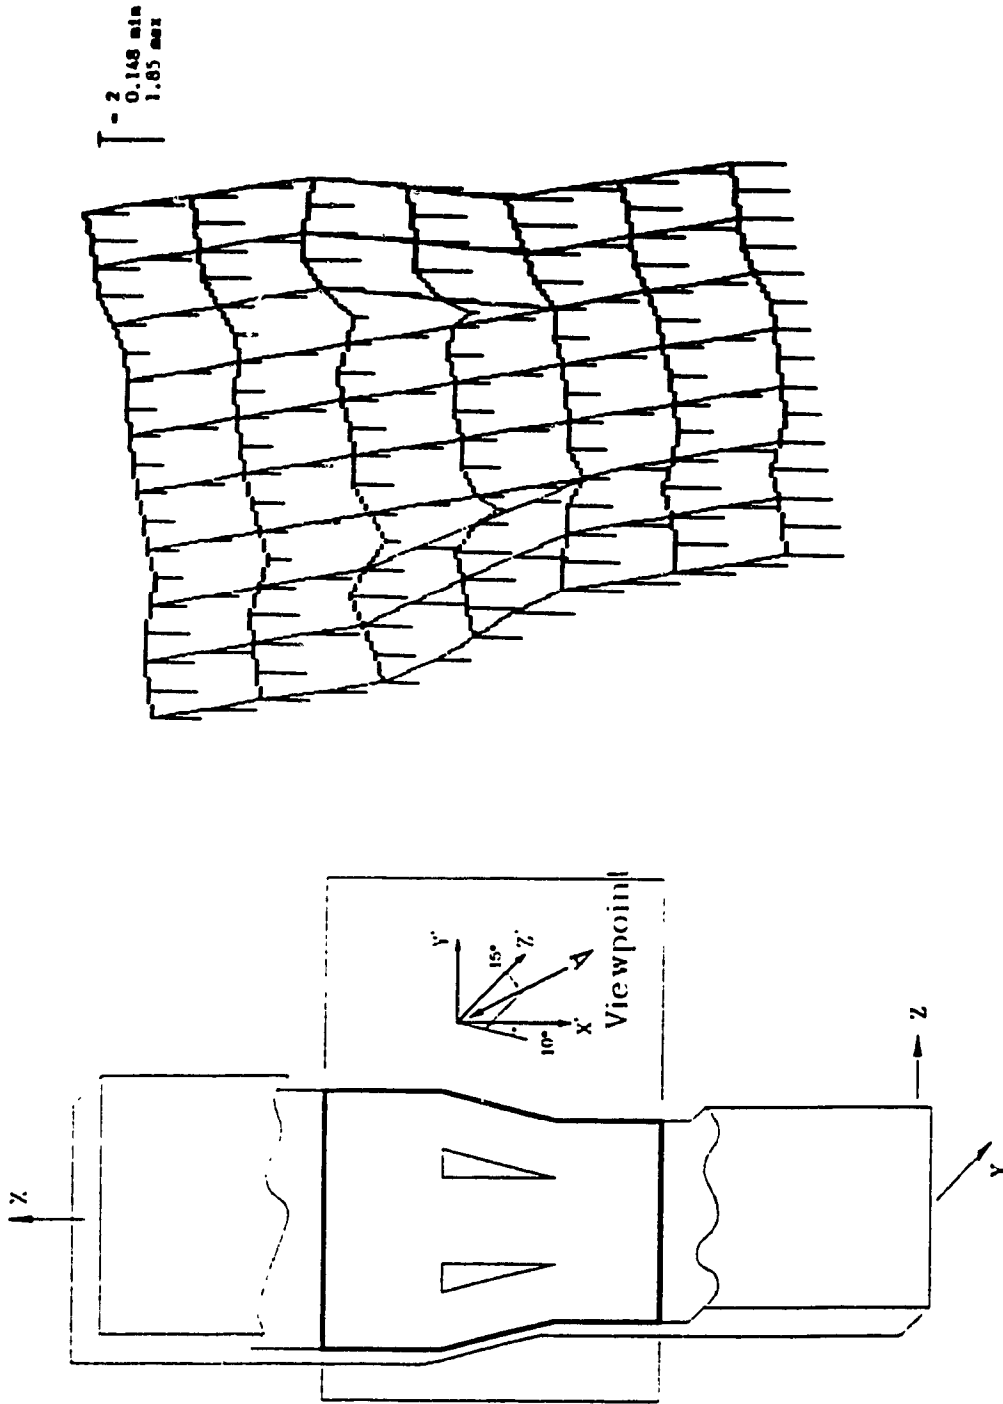 = 2
0.148 min
1.85 max
Y'
15°
Z'
X'
10°
Viewpoint
X
Z
Y